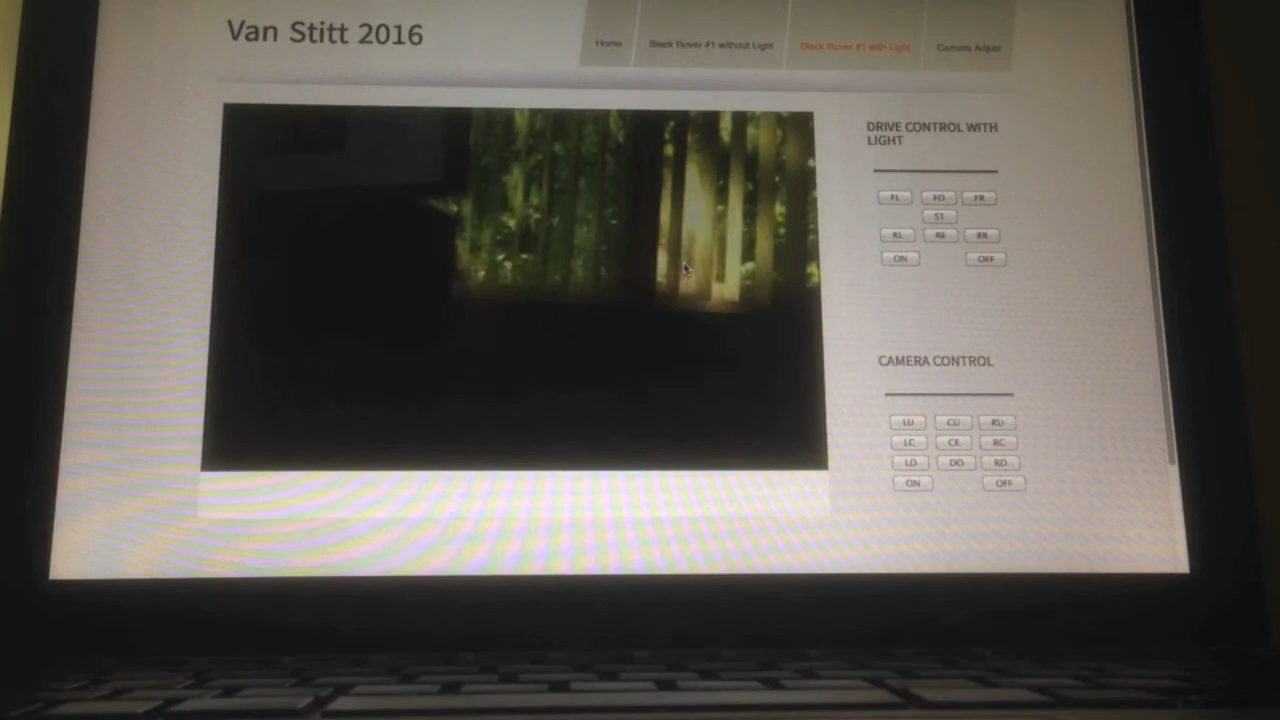 Van Stitt 2016
Home
Black Rover #1 without Light
Black Rover #1 with Light
Camera Adjust
DRIVE CONTROL WITH
LIGHT
FL FO FR
ST
RL RE RR
ON OFF
CAMERA CONTROL
LU CU RU
LC CE RC
LD DO RD
ON OFF